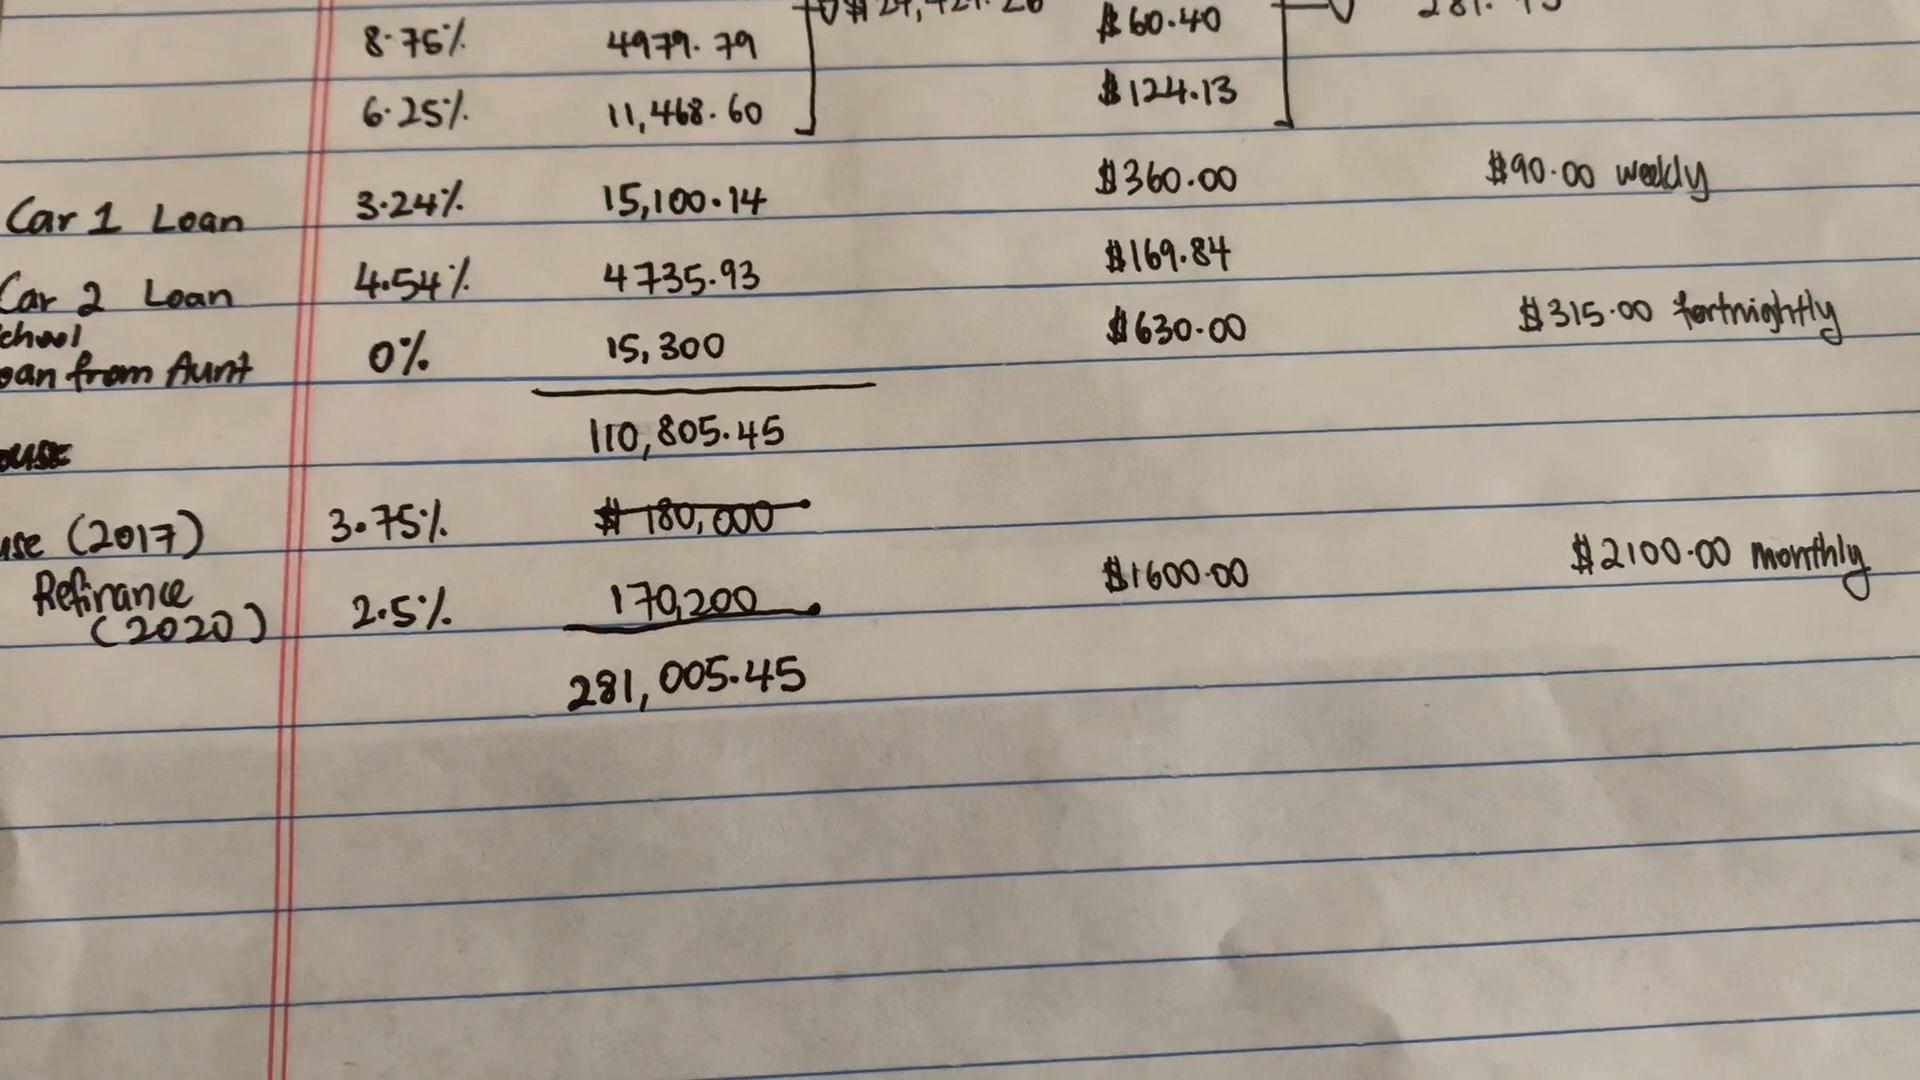 $60.40
8.75% 4979.79
6.25% 11,468.60 $124.13
Car 1 Loan 3.24% 15,100.14 $360.00 $90.00 weekly
Car 2 Loan 4.54% 4735.93 $169.84
chool
oan from Aunt 0% 15,300 $630.00 $315.00 fortnightly
110,805.45
use (2017) 3.75% $ 180,000
Refinance
(2020) 2.5% 170,200 $1600.00 $2100.00 monthly
281,005.45